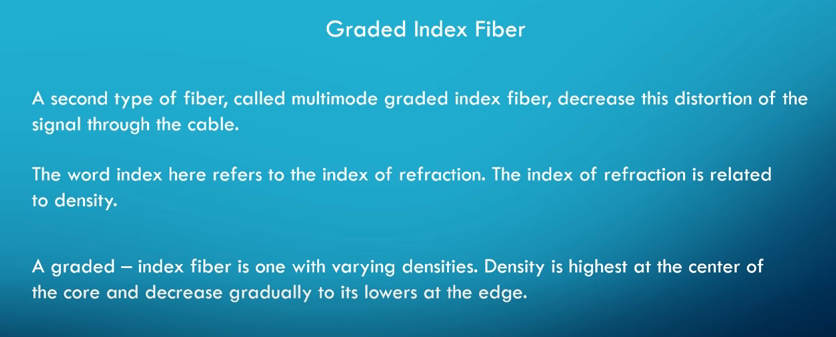 Graded Index Fiber
A second type of fiber, called multimode graded index fiber, decrease this distortion of the
signal through the cable.
The word index here refers to the index of refraction. The index of refraction is related
to density.
A graded – index fiber is one with varying densities. Density is highest at the center of
the core and decrease gradually to its lowers at the edge.